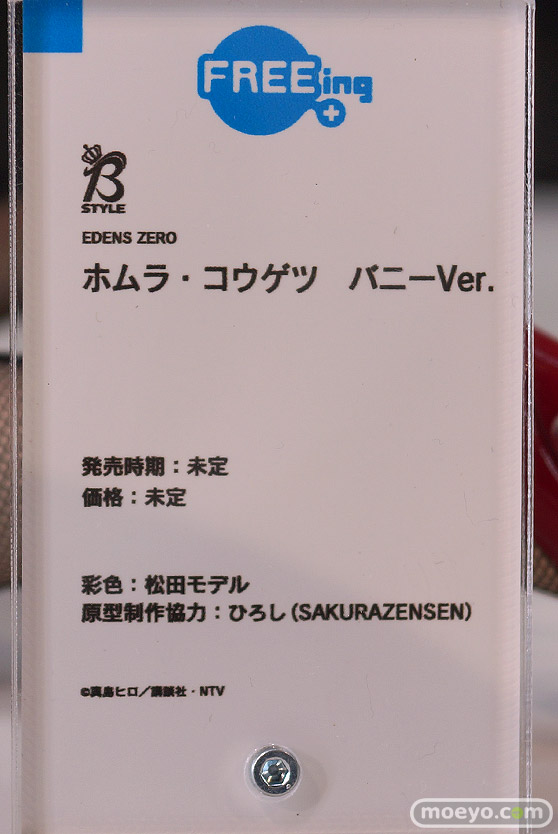 FREEing
B
STYLE
EDENS ZERO
ホムラ・コウゲツ　バニーVer.
発売時期：未定
価格：未定
彩色：松田モデル
原型制作協力：ひろし（SAKURAZENSEN）
©真島ヒロ／講談社・NTV
moeyo.com